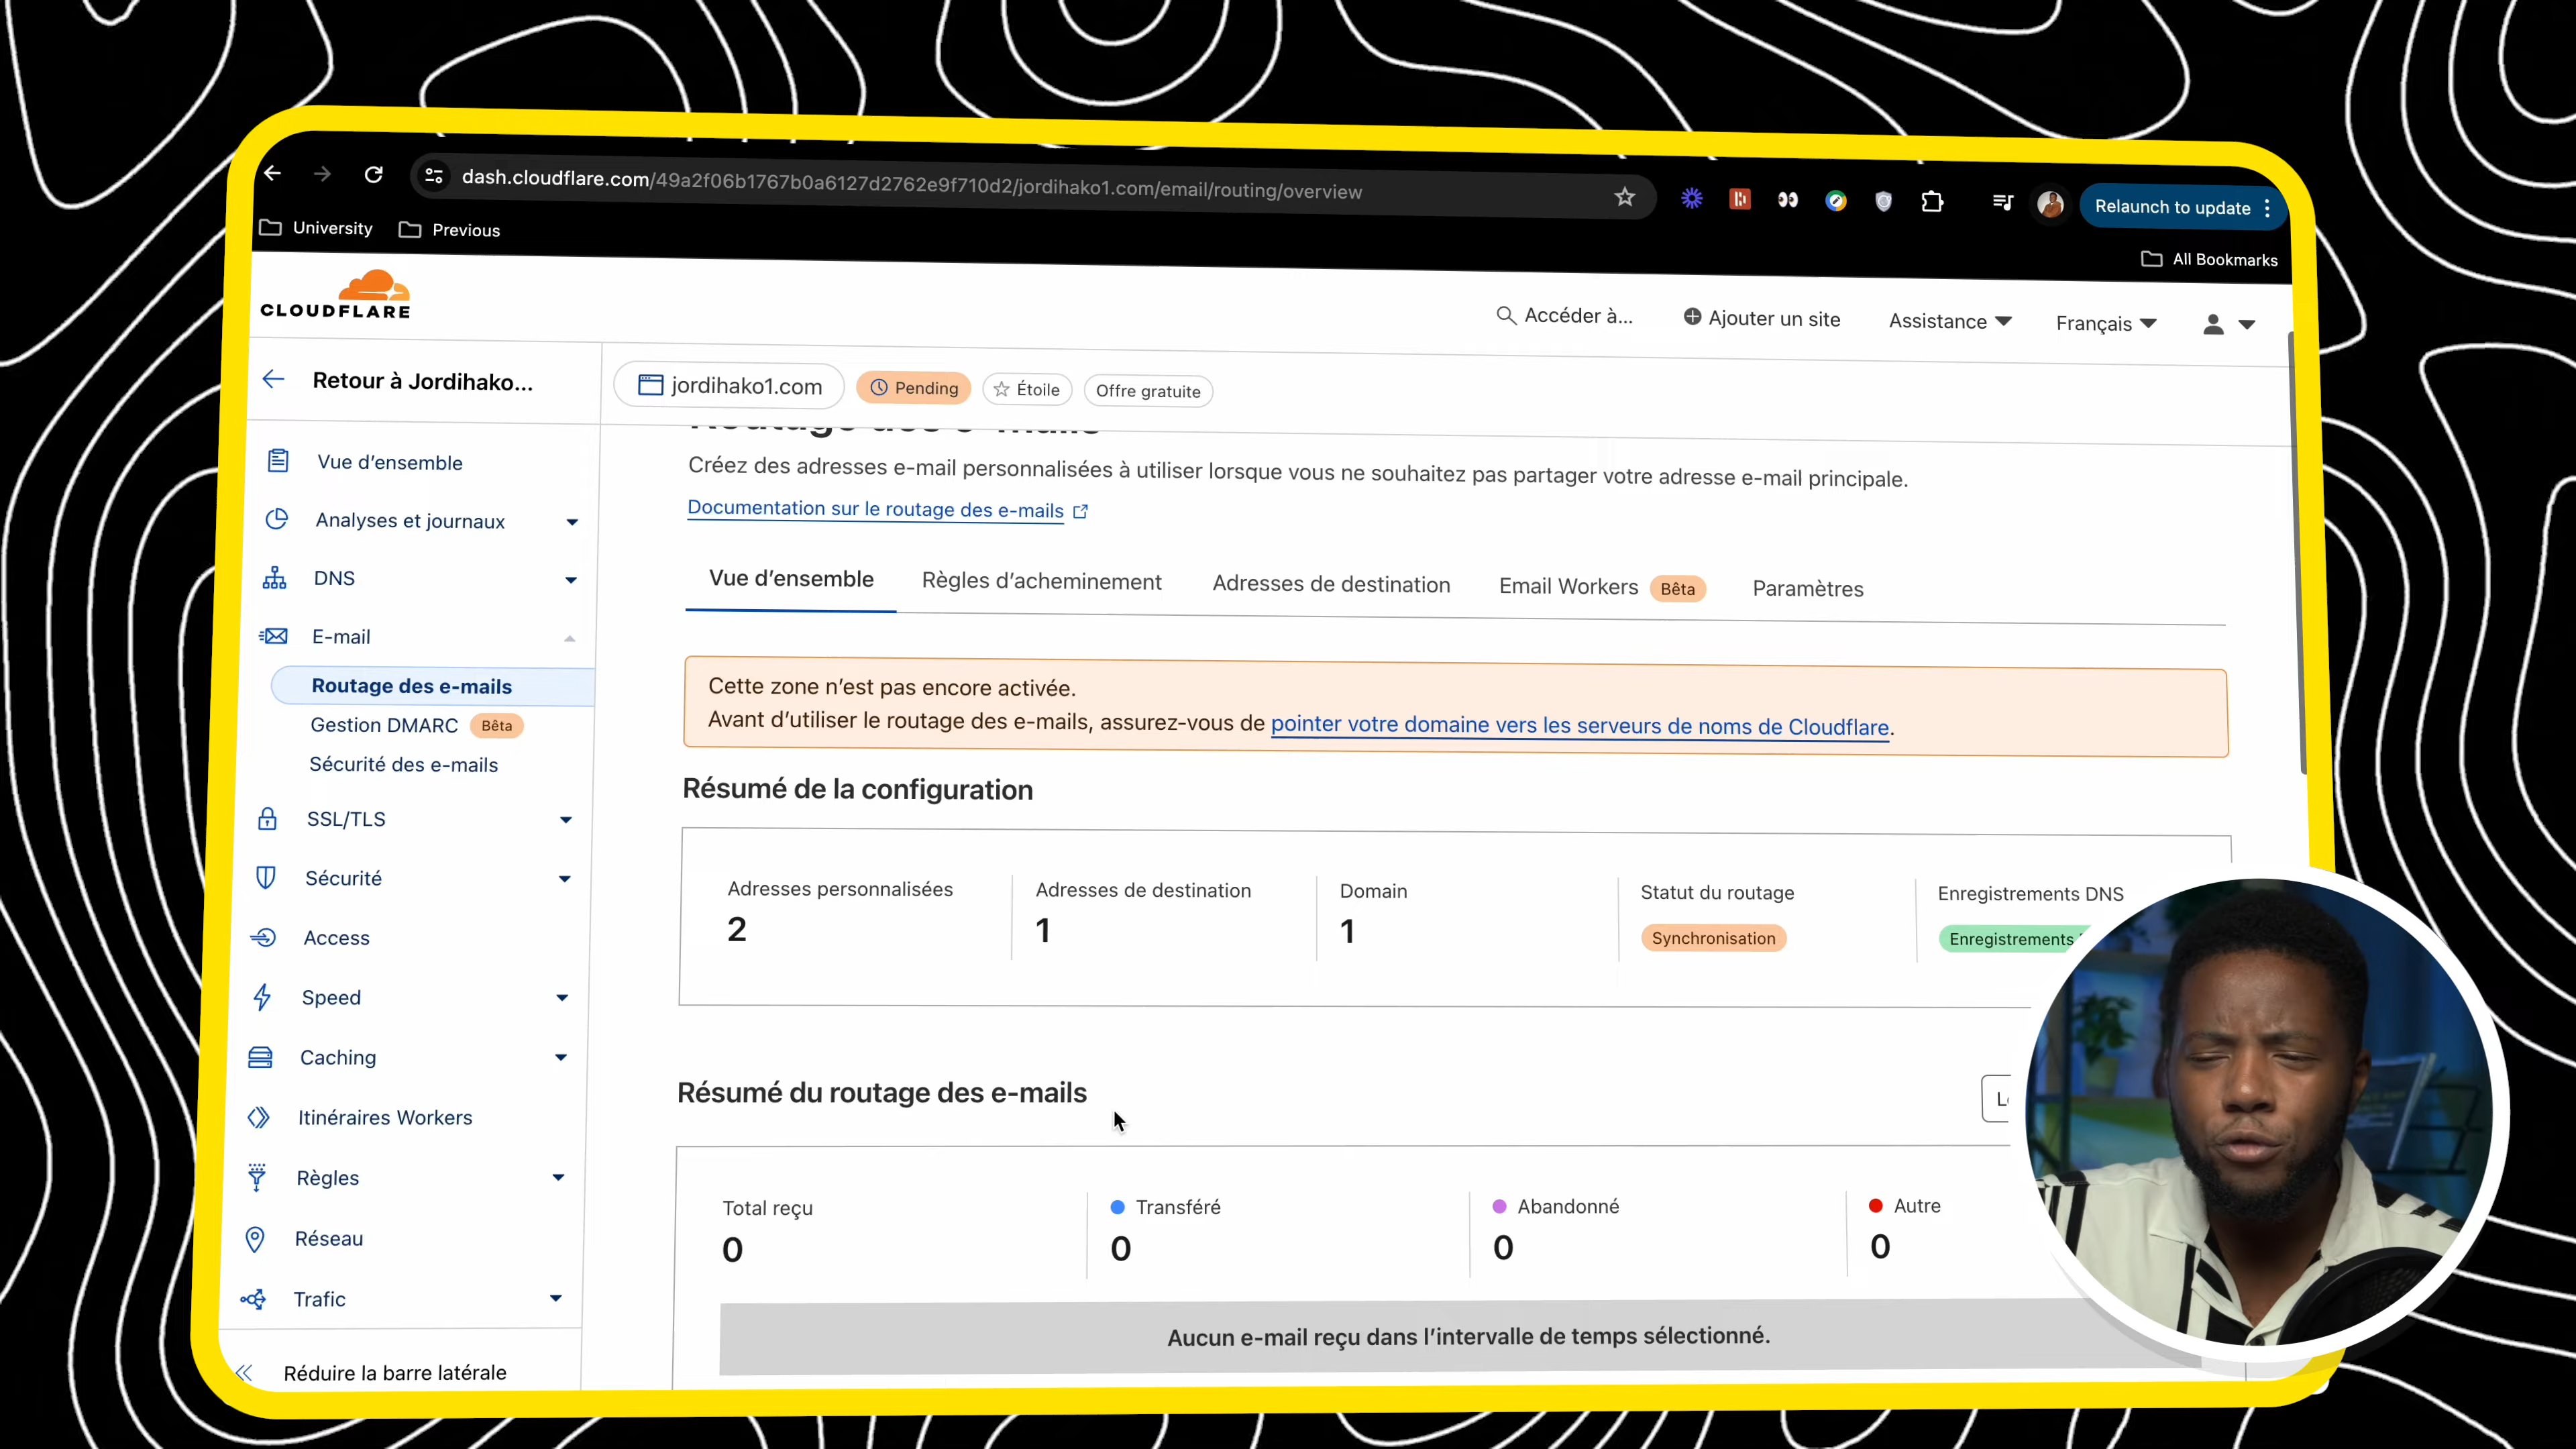 dash.cloudflare.com/49a2f06b1767b0a6127d2762e9f710d2/jordihako1.com/email/routing/overview
Relaunch to update
University
Previous
All Bookmarks
CLOUDFLARE
Accéder à...
Ajouter un site
Assistance
Français
Retour à Jordihako...
jordihako1.com
Pending
Étoile
Offre gratuite
Vue d'ensemble
Analyses et journaux
DNS
E-mail
Routage des e-mails
Gestion DMARC Bêta
Sécurité des e-mails
SSL/TLS
Sécurité
Access
Speed
Caching
Itinéraires Workers
Règles
Réseau
Trafic
Réduire la barre latérale
Routage des e-mails
Créez des adresses e-mail personnalisées à utiliser lorsque vous ne souhaitez pas partager votre adresse e-mail principale.
Documentation sur le routage des e-mails
Vue d'ensemble
Règles d'acheminement
Adresses de destination
Email Workers Bêta
Paramètres
Cette zone n'est pas encore activée.
Avant d'utiliser le routage des e-mails, assurez-vous de pointer votre domaine vers les serveurs de noms de Cloudflare.
Résumé de la configuration
Adresses personnalisées
2
Adresses de destination
1
Domain
1
Statut du routage
Synchronisation
Enregistrements DNS
Enregistrements
Résumé du routage des e-mails
Total reçu
0
Transféré
0
Abandonné
0
Autre
0
Aucun e-mail reçu dans l'intervalle de temps sélectionné.